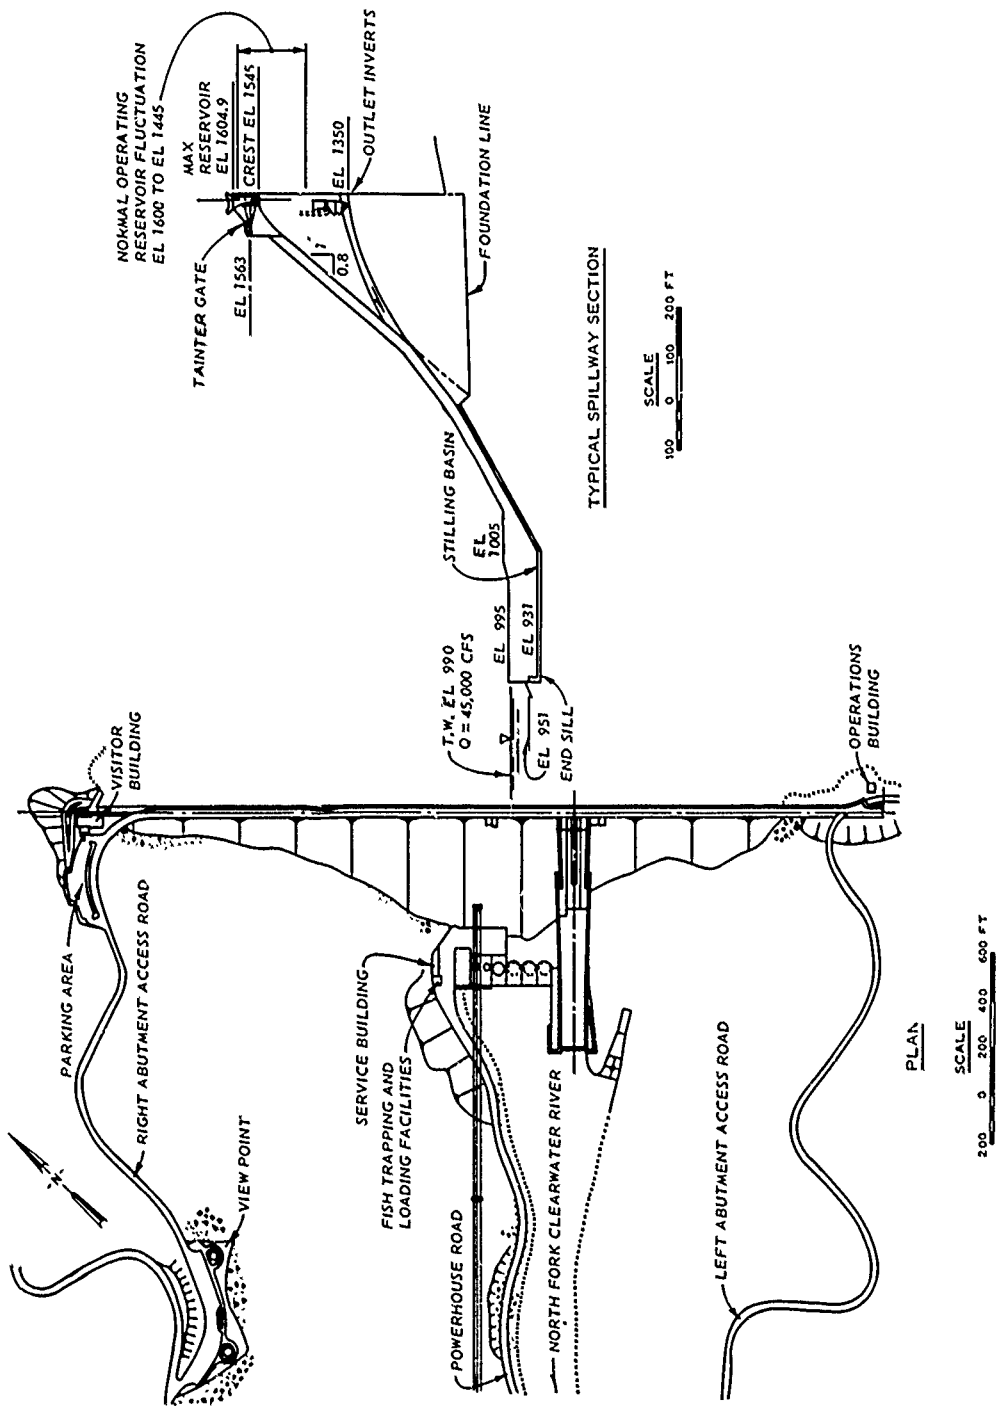 NORMAL OPERATING
RESERVOIR FLUCTUATION
EL 1600 TO EL 1445
MAX
RESERVOIR
EL 1604.9
CREST EL 1545
TAINTER GATE
EL 1563
EL 1350
OUTLET INVERTS
1
0.8
FOUNDATION LINE
STILLING BASIN
EL
1005
EL 995
EL 931
T.W. EL 990
Q = 45,000 CFS
EL 951
END SILL
TYPICAL SPILLWAY SECTION
SCALE
100 0 100 200 FT
VISITOR
BUILDING
OPERATIONS
BUILDING
PARKING AREA
RIGHT ABUTMENT ACCESS ROAD
N
VIEW POINT
SERVICE BUILDING
FISH TRAPPING AND
LOADING FACILITIES
POWERHOUSE ROAD
NORTH FORK CLEARWATER RIVER
LEFT ABUTMENT ACCESS ROAD
PLAN
SCALE
200 0 200 400 600 FT